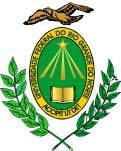 UNIVERSIDADE FEDERAL DO RIO GRANDE DO NORTE
ACCIPIT UT DET